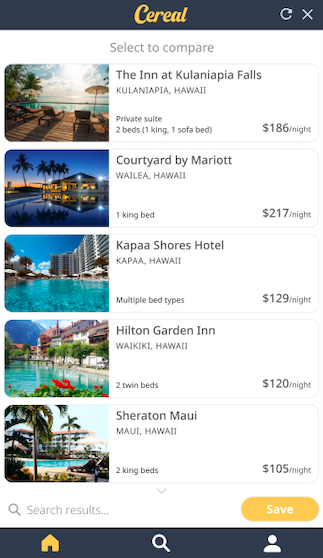 Cereal
Select to compare
The Inn at Kulaniapia Falls
KULANIAPIA, HAWAII
Private suite
2 beds (1 king, 1 sofa bed)
$186/night
Courtyard by Mariott
WAILEA, HAWAII
1 king bed
$217/night
Kapaa Shores Hotel
KAPAA, HAWAII
Multiple bed types
$129/night
Hilton Garden Inn
WAIKIKI, HAWAII
2 twin beds
$120/night
Sheraton Maui
MAUI, HAWAII
2 king beds
$105/night
Search results...
Save